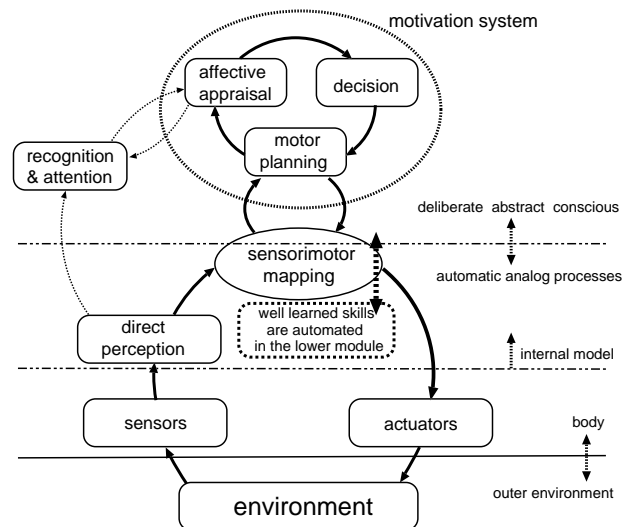 motivation system
affective
appraisal
decision
motor
planning
recognition
& attention
deliberate abstract conscious
sensorimotor
mapping
automatic analog processes
well learned skills
are automated
in the lower module
direct
perception
internal model
sensors
actuators
body
outer environment
environment